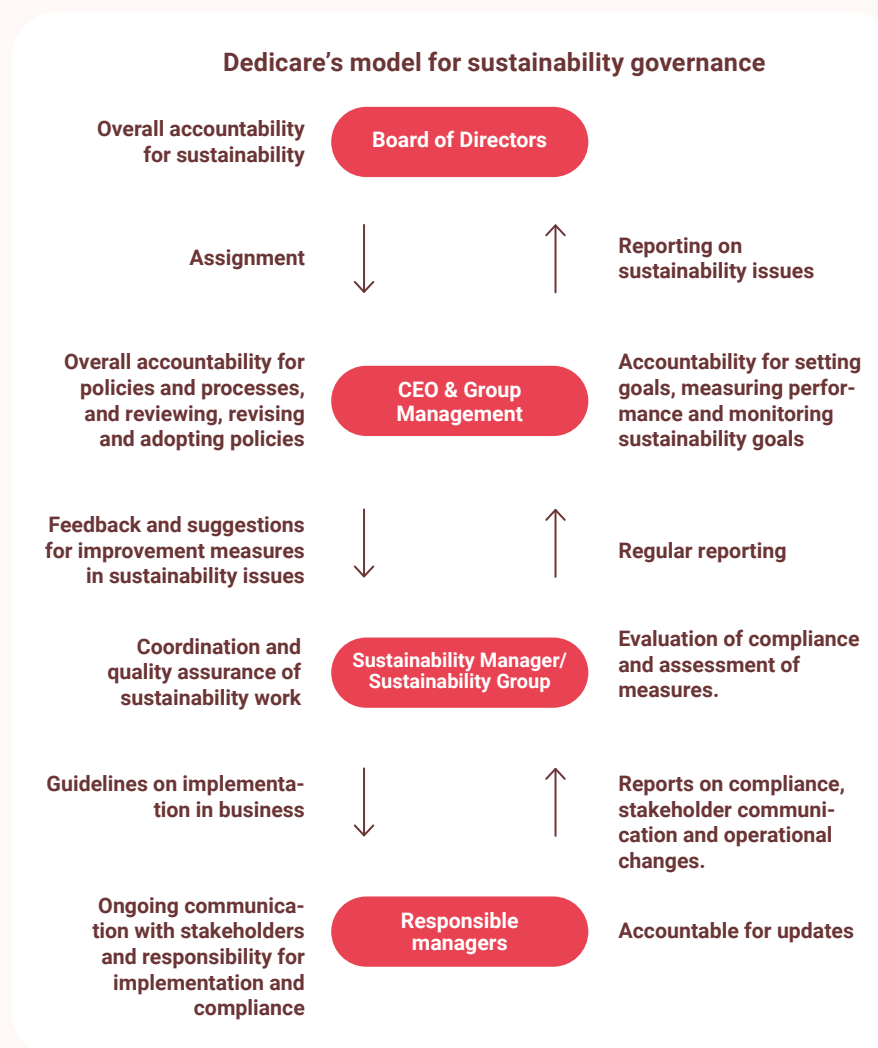 Dedicare's model for sustainability governance
Overall accountability
for sustainability
Board of Directors
Assignment
Reporting on
sustainability issues
Overall accountability for
policies and processes,
and reviewing, revising
and adopting policies
CEO & Group
Management
Accountability for setting
goals, measuring perfor-
mance and monitoring
sustainability goals
Feedback and suggestions
for improvement measures
in sustainability issues
Regular reporting
Coordination and
quality assurance of
sustainability work
Sustainability Manager/
Sustainability Group
Evaluation of compliance
and assessment of
measures.
Guidelines on implementa-
tion in business
Reports on compliance,
stakeholder communi-
cation and operational
changes.
Ongoing communica-
tion with stakeholders
and responsibility for
implementation and
compliance
Responsible
managers
Accountable for updates